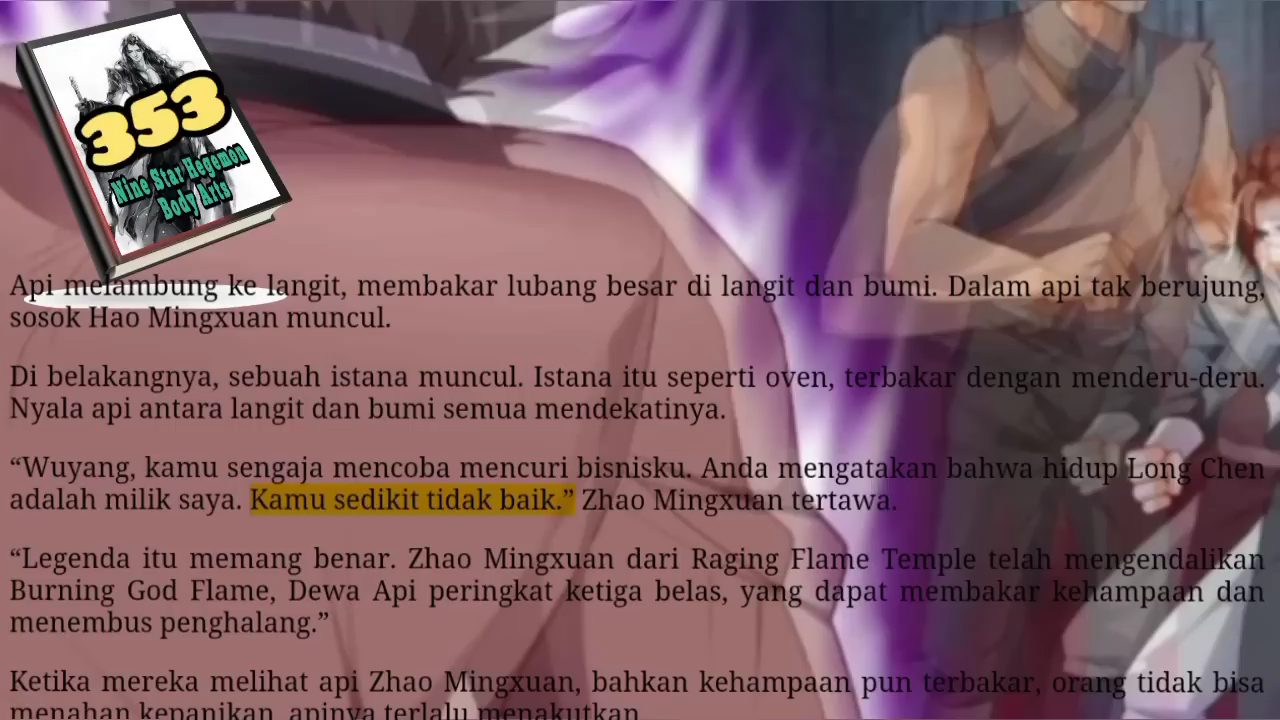 353
Nine Star Hegemon
Body Arts
Api melambung ke langit, membakar lubang besar di langit dan bumi. Dalam api tak berujung,
sosok Hao Mingxuan muncul.
Di belakangnya, sebuah istana muncul. Istana itu seperti oven, terbakar dengan menderu-deru.
Nyala api antara langit dan bumi semua mendekatinya.
“Wuyang, kamu sengaja mencoba mencuri bisnisku. Anda mengatakan bahwa hidup Long Chen
adalah milik saya. Kamu sedikit tidak baik.” Zhao Mingxuan tertawa.
“Legenda itu memang benar. Zhao Mingxuan dari Raging Flame Temple telah mengendalikan
Burning God Flame, Dewa Api peringkat ketiga belas, yang dapat membakar kehampaan dan
menembus penghalang.”
Ketika mereka melihat api Zhao Mingxuan, bahkan kehampaan pun terbakar, orang tidak bisa
menahan kepanikan, apinya terlalu menakutkan.